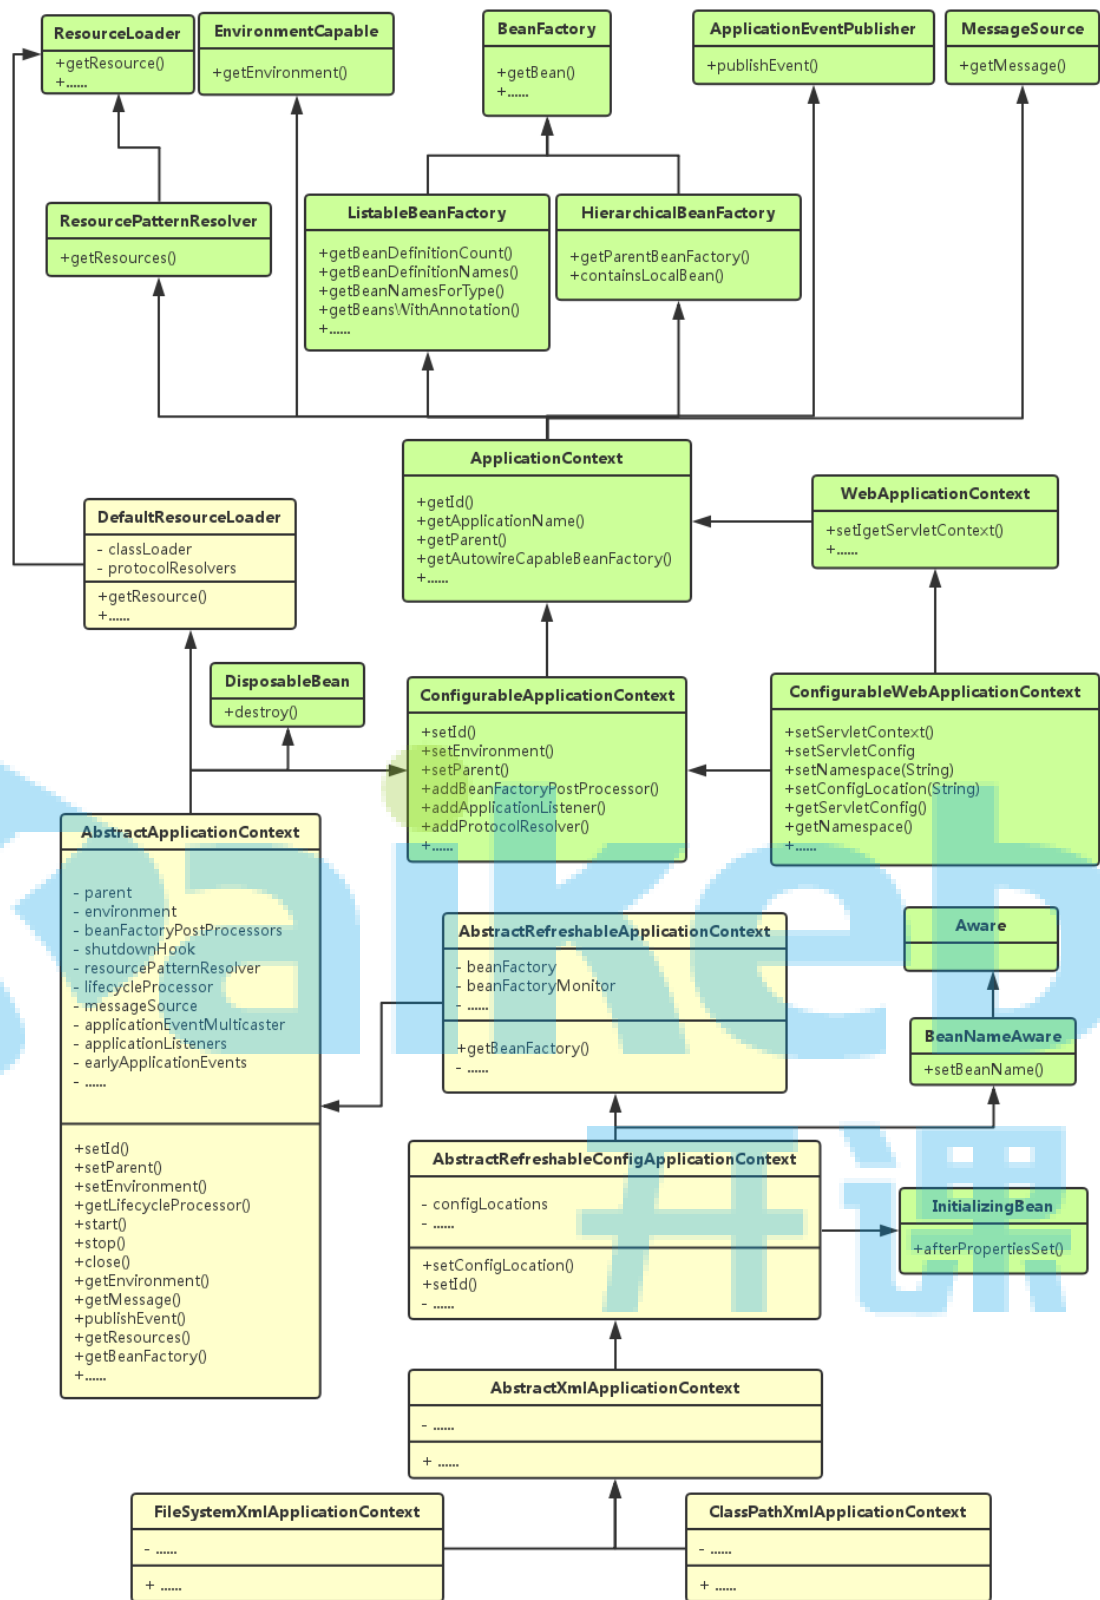 ResourceLoader
+getResource()
+......
EnvironmentCapable
+getEnvironment()
BeanFactory
+getBean()
+......
ApplicationEventPublisher
+publishEvent()
MessageSource
+getMessage()
ResourcePatternResolver
+getResources()
ListableBeanFactory
+getBeanDefinitionCount()
+getBeanDefinitionNames()
+getBeanNamesForType()
+getBeansWithAnnotation()
+......
HierarchicalBeanFactory
+getParentBeanFactory()
+containsLocalBean()
ApplicationContext
+getId()
+getApplicationName()
+getParent()
+getAutowireCapableBeanFactory()
+......
WebApplicationContext
+setIgetServletContext()
+......
DefaultResourceLoader
- classLoader
- protocolResolvers
+getResource()
+......
DisposableBean
+destroy()
ConfigurableApplicationContext
+setId()
+setEnvironment()
+setParent()
+addBeanFactoryPostProcessor()
+addApplicationListener()
+addProtocolResolver()
+......
ConfigurableWebApplicationContext
+setServletContext()
+setServletConfig
+setNamespace(String)
+setConfigLocation(String)
+getServletConfig()
+getNamespace()
+......
AbstractApplicationContext
- parent
- environment
- beanFactoryPostProcessors
- shutdownHook
- resourcePatternResolver
- lifecycleProcessor
- messageSource
- applicationEventMulticaster
- applicationListeners
- earlyApplicationEvents
- ......
+setId()
+setParent()
+setEnvironment()
+getLifecycleProcessor()
+start()
+stop()
+close()
+getEnvironment()
+getMessage()
+publishEvent()
+getResources()
+getBeanFactory()
+......
AbstractRefreshableApplicationContext
- beanFactory
- beanFactoryMonitor
- ......
+getBeanFactory()
- ......
Aware
BeanNameAware
+setBeanName()
AbstractRefreshableConfigApplicationContext
- configLocations
- ......
+setConfigLocation()
+setId()
- ......
InitializingBean
+afterPropertiesSet()
AbstractXmlApplicationContext
- ......
+ ......
FileSystemXmlApplicationContext
- ......
+ ......
ClassPathXmlApplicationContext
- ......
+ ......
kaikeb
开课